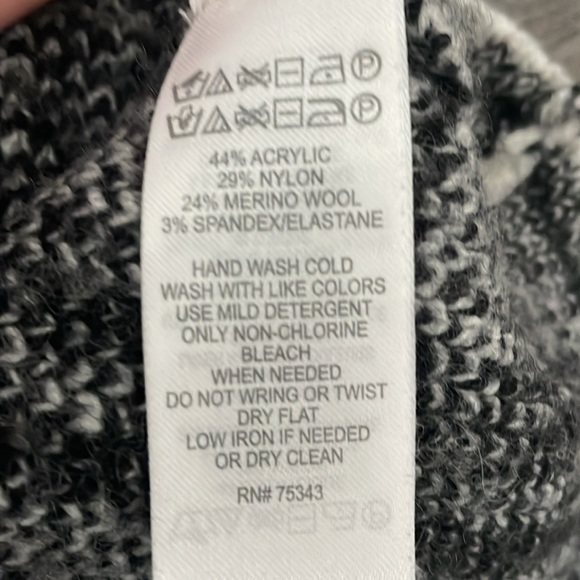 44% ACRYLIC
29% NYLON
24% MERINO WOOL
3% SPANDEX/ELASTANE
HAND WASH COLD
WASH WITH LIKE COLORS
USE MILD DETERGENT
ONLY NON-CHLORINE
BLEACH
WHEN NEEDED
DO NOT WRING OR TWIST
DRY FLAT
LOW IRON IF NEEDED
OR DRY CLEAN
RN# 75343